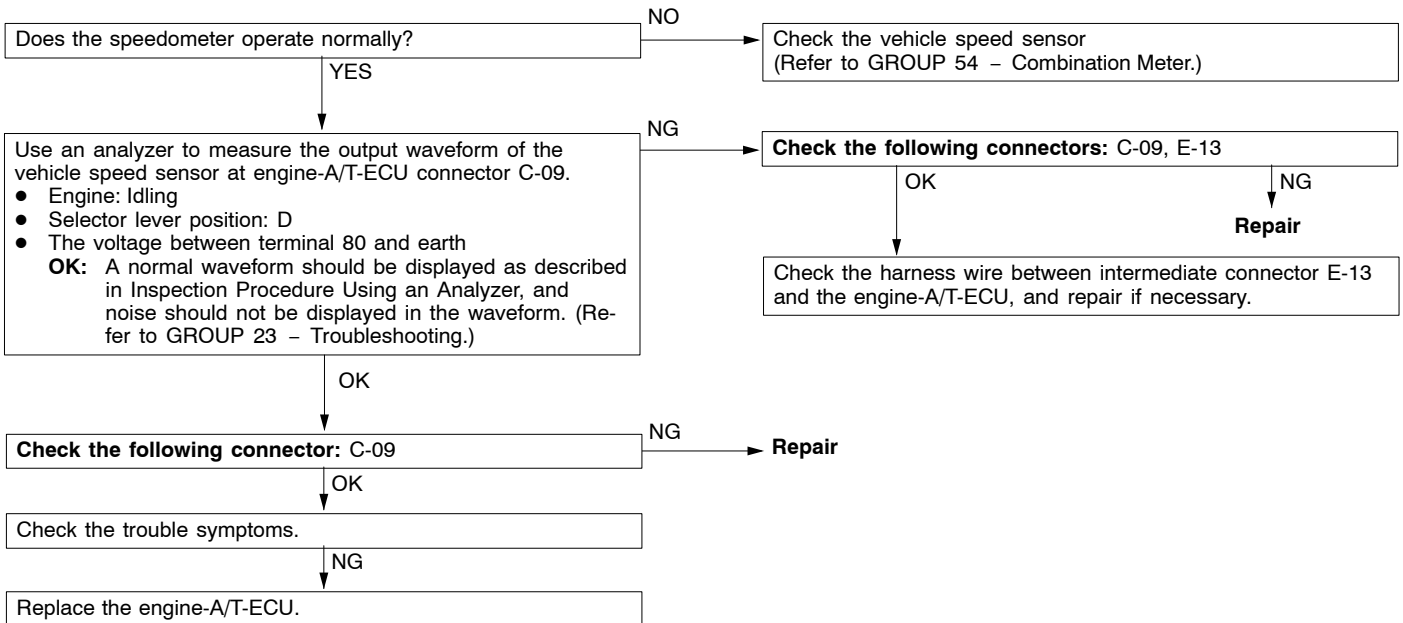 Does the speedometer operate normally?
NO
Check the vehicle speed sensor
(Refer to GROUP 54 – Combination Meter.)
YES
Use an analyzer to measure the output waveform of the
vehicle speed sensor at engine-A/T-ECU connector C-09.
● Engine: Idling
● Selector lever position: D
● The voltage between terminal 80 and earth
OK: A normal waveform should be displayed as described
in Inspection Procedure Using an Analyzer, and
noise should not be displayed in the waveform. (Re-
fer to GROUP 23 – Troubleshooting.)
NG
Check the following connectors: C-09, E-13
OK
NG
Repair
Check the harness wire between intermediate connector E-13
and the engine-A/T-ECU, and repair if necessary.
OK
Check the following connector: C-09
NG
Repair
OK
Check the trouble symptoms.
NG
Replace the engine-A/T-ECU.